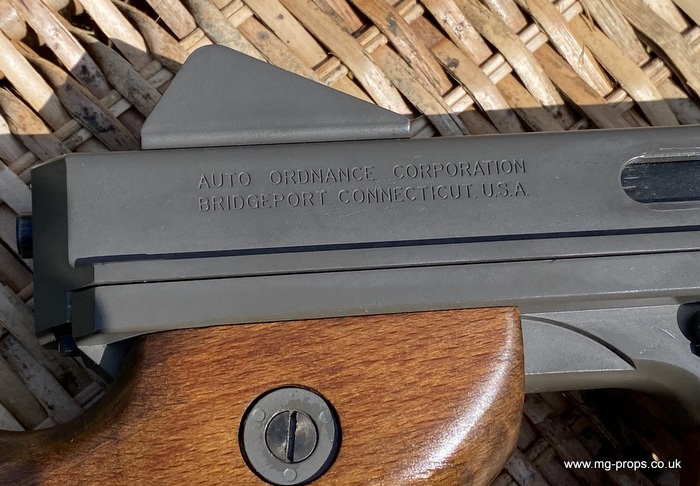 AUTO ORDNANCE CORPORATION
BRIDGEPORT. CONNECTICUT. U.S.A.
www.mg-props.co.uk